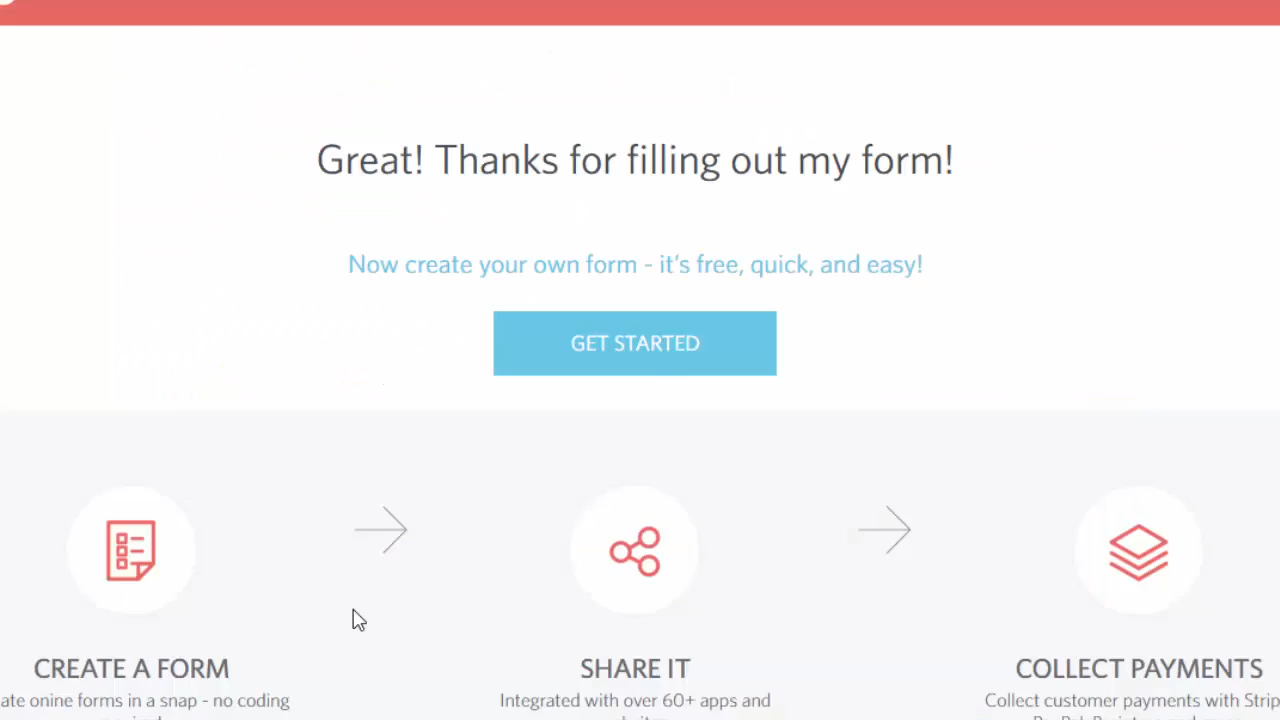 Great! Thanks for filling out my form!
Now create your own form - it's free, quick, and easy!
GET STARTED
CREATE A FORM
SHARE IT
COLLECT PAYMENTS
ate onine forms in a snap - no coding
Integrated with over 60+ apps and
Collect customer payments with Strip